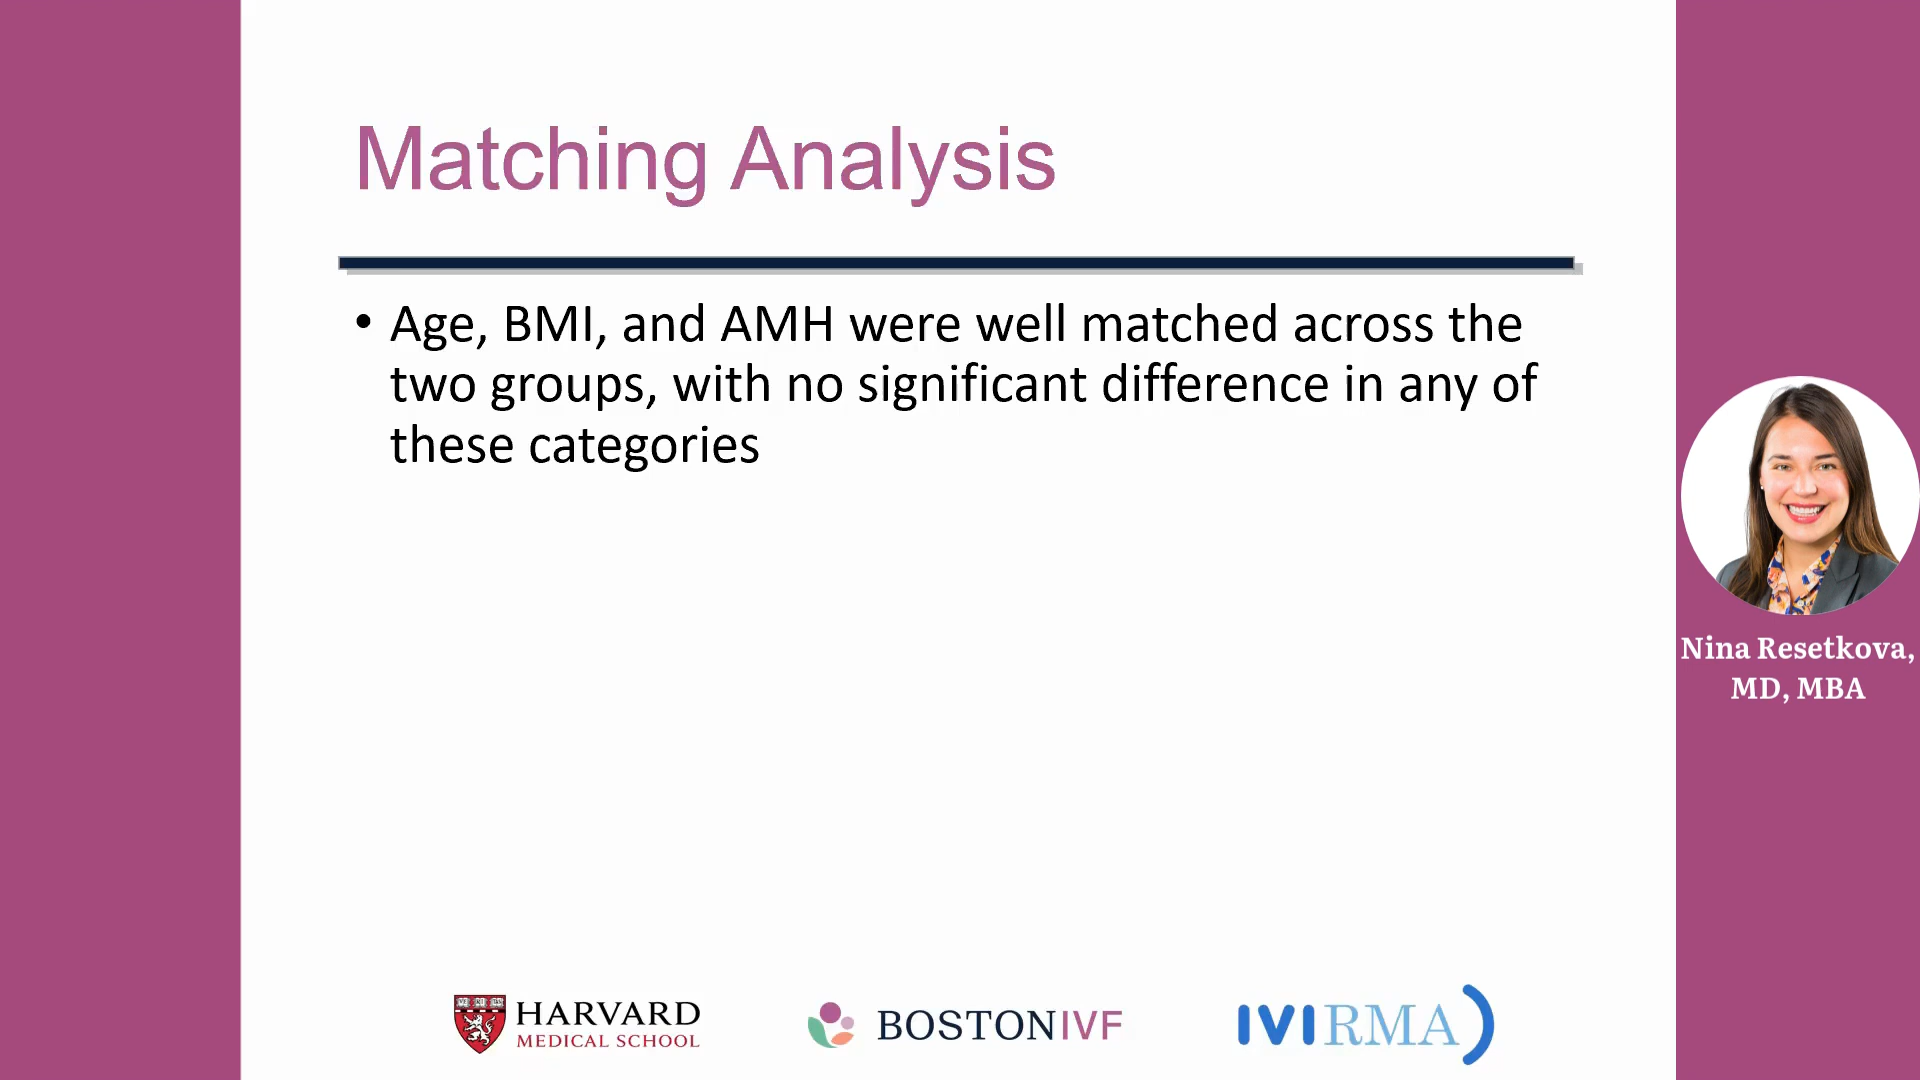 Matching Analysis
• Age, BMI, and AMH were well matched across the
two groups, with no significant difference in any of
these categories
Nina Resetkova,
MD, MBA
HARVARD
MEDICAL SCHOOL
BOSTONIVF
IVIRMA